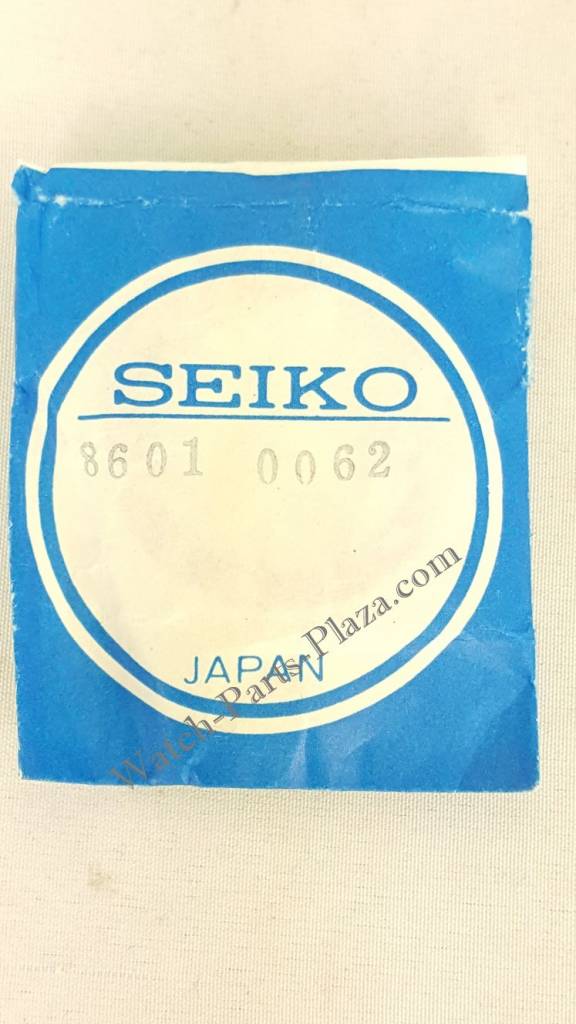 SEIKO
8601 0062
JAPAN
Watch-Parts-Plaza.com